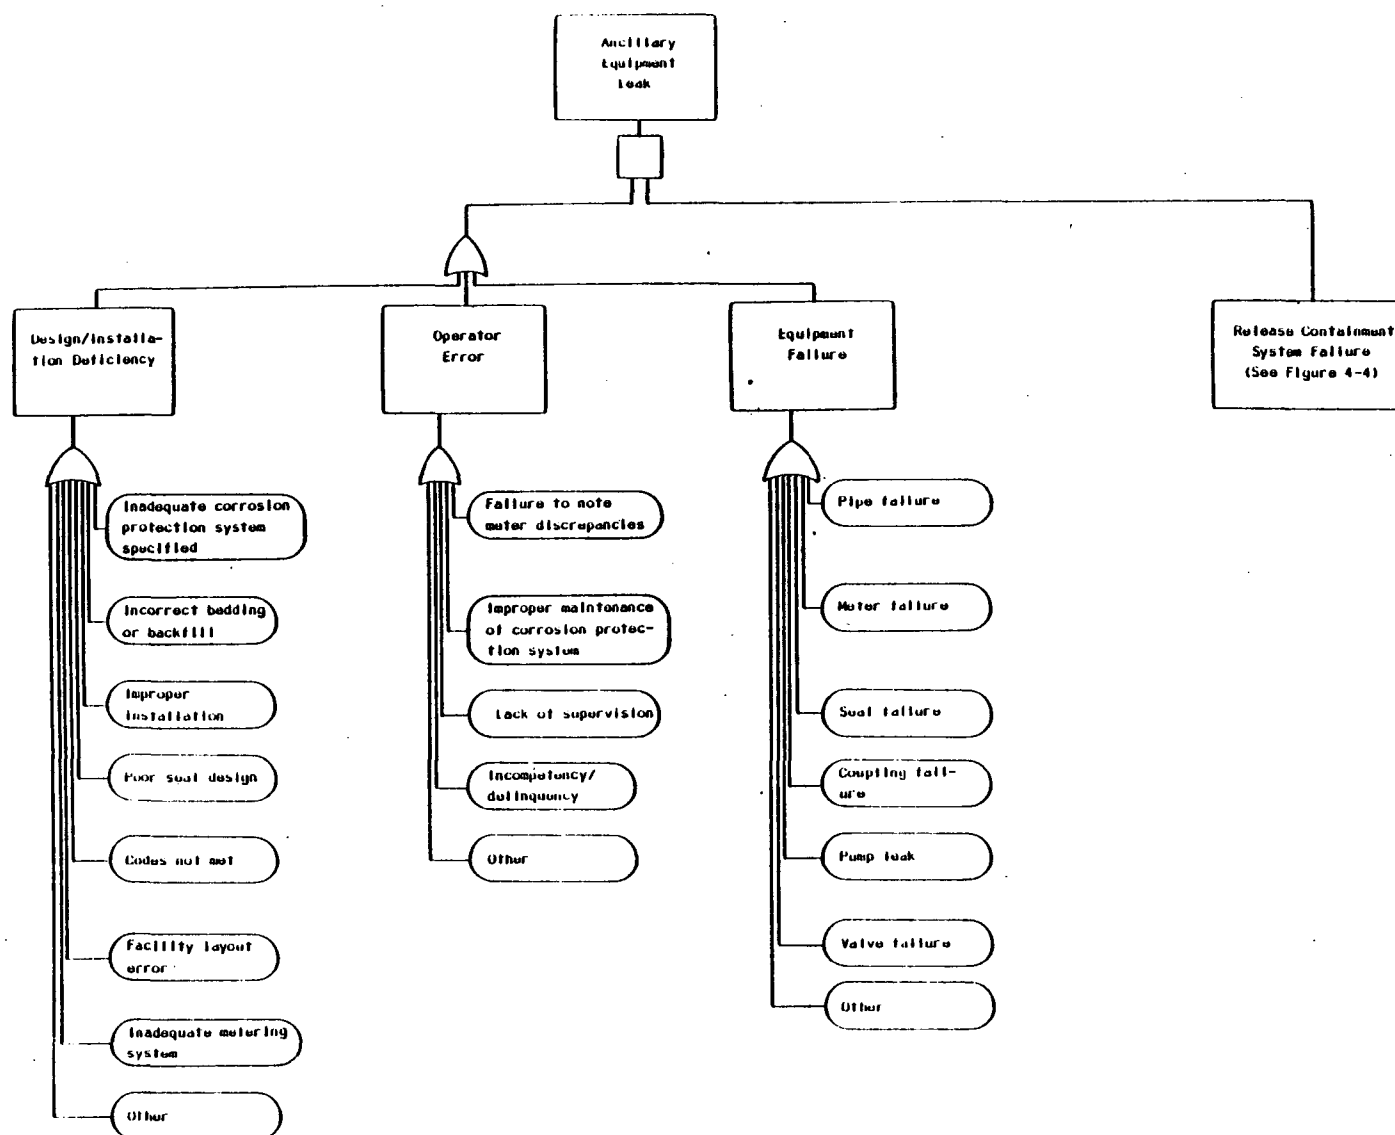 Ancillary
Equipment
Leak
Design/Installa-
tion Deficiency
Operator
Error
Equipment
Failure
Release Containment
System Failure
(See Figure 4-4)
Inadequate corrosion
protection system
specified
Incorrect bedding
or backfill
Improper
installation
Poor seal design
Codes not met
Facility layout
error
Inadequate metering
system
Other
Failure to note
meter discrepancies
Improper maintenance
of corrosion protec-
tion system
Lack of supervision
Incompetency/
delinquency
Other
Pipe failure
Meter failure
Seal failure
Coupling fail-
ure
Pump leak
Valve failure
Other